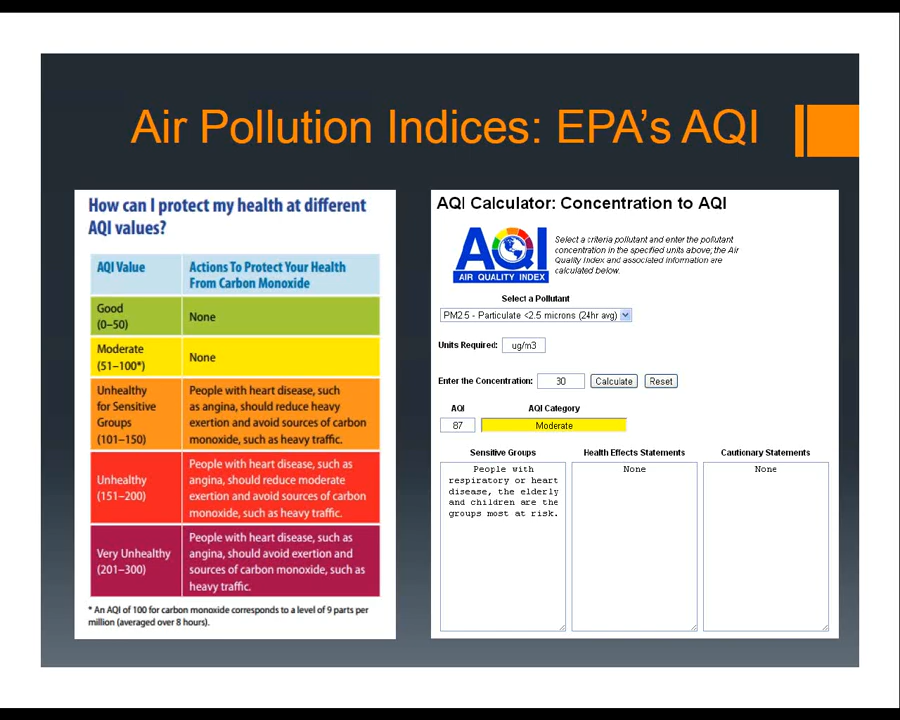 Air Pollution Indices: EPA's AQI
How can I protect my health at different
AQI values?
AQI Value
Actions To Protect Your Health
From Carbon Monoxide
Good
(0–50)
None
Moderate
(51–100*)
None
Unhealthy
for Sensitive
Groups
(101–150)
People with heart disease, such
as angina, should reduce heavy
exertion and avoid sources of carbon
monoxide, such as heavy traffic.
Unhealthy
(151–200)
People with heart disease, such as
angina, should reduce moderate
exertion and avoid sources of carbon
monoxide, such as heavy traffic.
Very Unhealthy
(201–300)
People with heart disease, such as
angina, should avoid exertion and
sources of carbon monoxide, such as
heavy traffic.
* An AQI of 100 for carbon monoxide corresponds to a level of 9 parts per
million (averaged over 8 hours).
AQI Calculator: Concentration to AQI
AQI
AIR QUALITY INDEX
Select a criteria pollutant and enter the pollutant
concentration in the specified units above; the Air
Quality Index and associated information are
calculated below.
Select a Pollutant
PM2.5 - Particulate <2.5 microns (24hr avg)
Units Required: ug/m3
Enter the Concentration: 30 Calculate Reset
AQI AQI Category
87 Moderate
Sensitive Groups
People with
respiratory or heart
disease, the elderly
and children are the
groups most at risk.
Health Effects Statements
None
Cautionary Statements
None